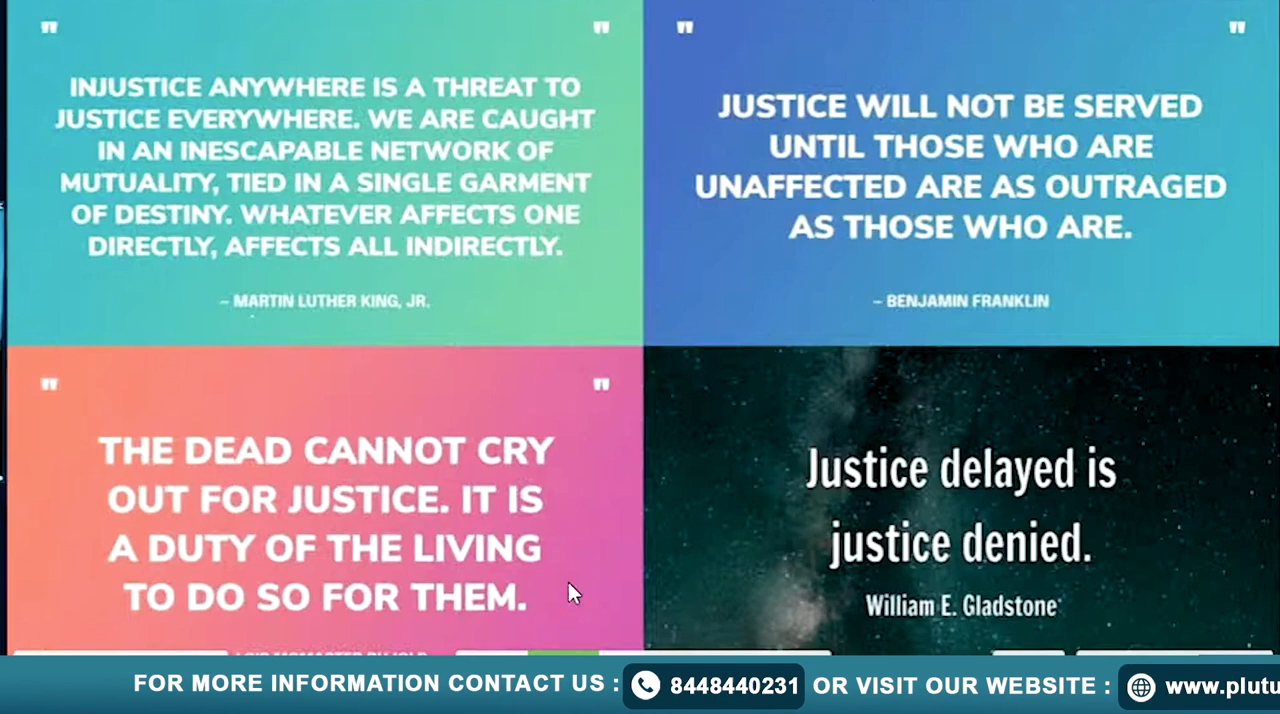 " "
INJUSTICE ANYWHERE IS A THREAT TO
JUSTICE EVERYWHERE. WE ARE CAUGHT
IN AN INESCAPABLE NETWORK OF
MUTUALITY, TIED IN A SINGLE GARMENT
OF DESTINY. WHATEVER AFFECTS ONE
DIRECTLY, AFFECTS ALL INDIRECTLY.
– MARTIN LUTHER KING, JR.
" "
JUSTICE WILL NOT BE SERVED
UNTIL THOSE WHO ARE
UNAFFECTED ARE AS OUTRAGED
AS THOSE WHO ARE.
– BENJAMIN FRANKLIN
" "
THE DEAD CANNOT CRY
OUT FOR JUSTICE. IT IS
A DUTY OF THE LIVING
TO DO SO FOR THEM.
Justice delayed is
justice denied.
William E. Gladstone
FOR MORE INFORMATION CONTACT US : 8448440231 OR VISIT OUR WEBSITE : www.plutu